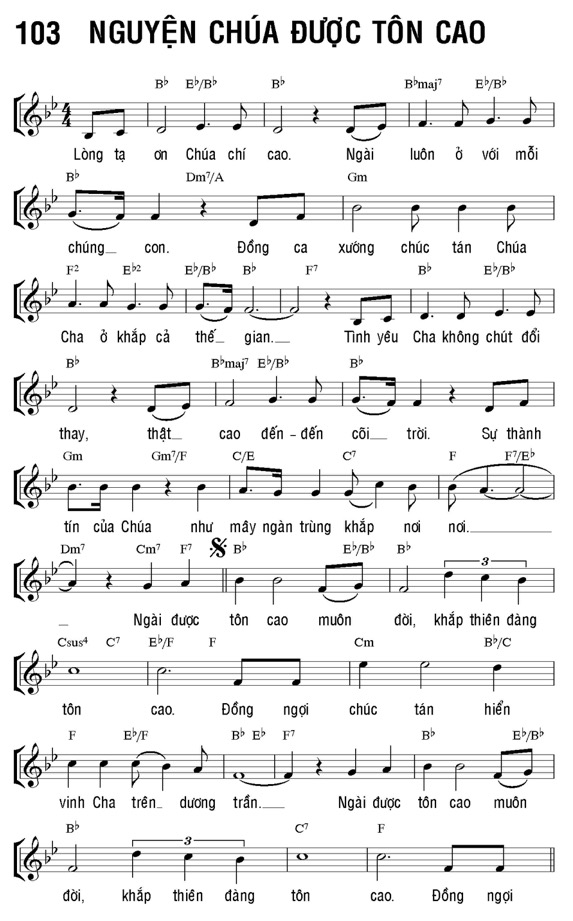 103 NGUYỆN CHÚA ĐƯỢC TÔN CAO
B♭ E♭/B♭ B♭ B♭maj7 E♭/B♭
Lòng tạ ơn Chúa chí cao. Ngài luôn ở với mỗi
B♭ Dm7/A Gm
chúng con. Đồng ca xướng chúc tán Chúa
F2 E♭2 E♭/B♭ B♭ F7 B♭ E♭/B♭
Cha ở khắp cả thế gian. Tình yêu Cha không chút đổi
B♭ B♭maj7 E♭/B♭ B♭
thay, thật cao đến-đến cõi trời. Sự thành
Gm Gm7/F C/E C7 F F7/E♭
tín của Chúa như mây ngàn trùng khắp nơi nơi.
Dm7 Cm7 F7 B♭ E♭/B♭ B♭ 3
Ngài được tôn cao muôn đời, khắp thiên đàng
Csus4 C7 E♭/F F Cm B♭/C
tôn cao. Đồng ngợi chúc tán hiển
F E♭/F B♭ E♭ F7 B♭ E♭/B♭
vinh Cha trên dương trần. Ngài được tôn cao muôn
B♭ 3 C7 F
đời, khắp thiên đàng tôn cao. Đồng ngợi